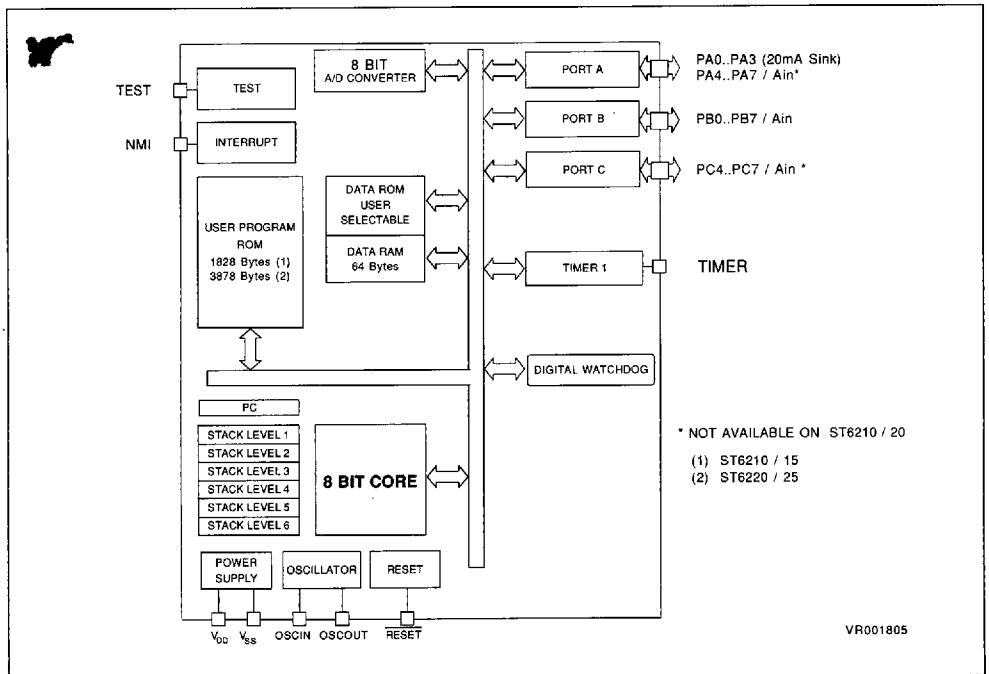 8 BIT
A/D CONVERTER
PORT A
PA0..PA3 (20mA Sink)
PA4..PA7 / Ain*
TEST
TEST
PORT B
PB0..PB7 / Ain
NMI
INTERRUPT
PORT C
PC4..PC7 / Ain *
USER PROGRAM
ROM
1828 Bytes (1)
3878 Bytes (2)
DATA ROM
USER
SELECTABLE
DATA RAM
64 Bytes
TIMER 1
TIMER
DIGITAL WATCHDOG
PC
STACK LEVEL 1
STACK LEVEL 2
STACK LEVEL 3
STACK LEVEL 4
STACK LEVEL 5
STACK LEVEL 6
8 BIT CORE
* NOT AVAILABLE ON ST6210 / 20
(1) ST6210 / 15
(2) ST6220 / 25
POWER
SUPPLY
OSCILLATOR
RESET
VDD VSS OSCIN OSCOUT RESET
VR001805